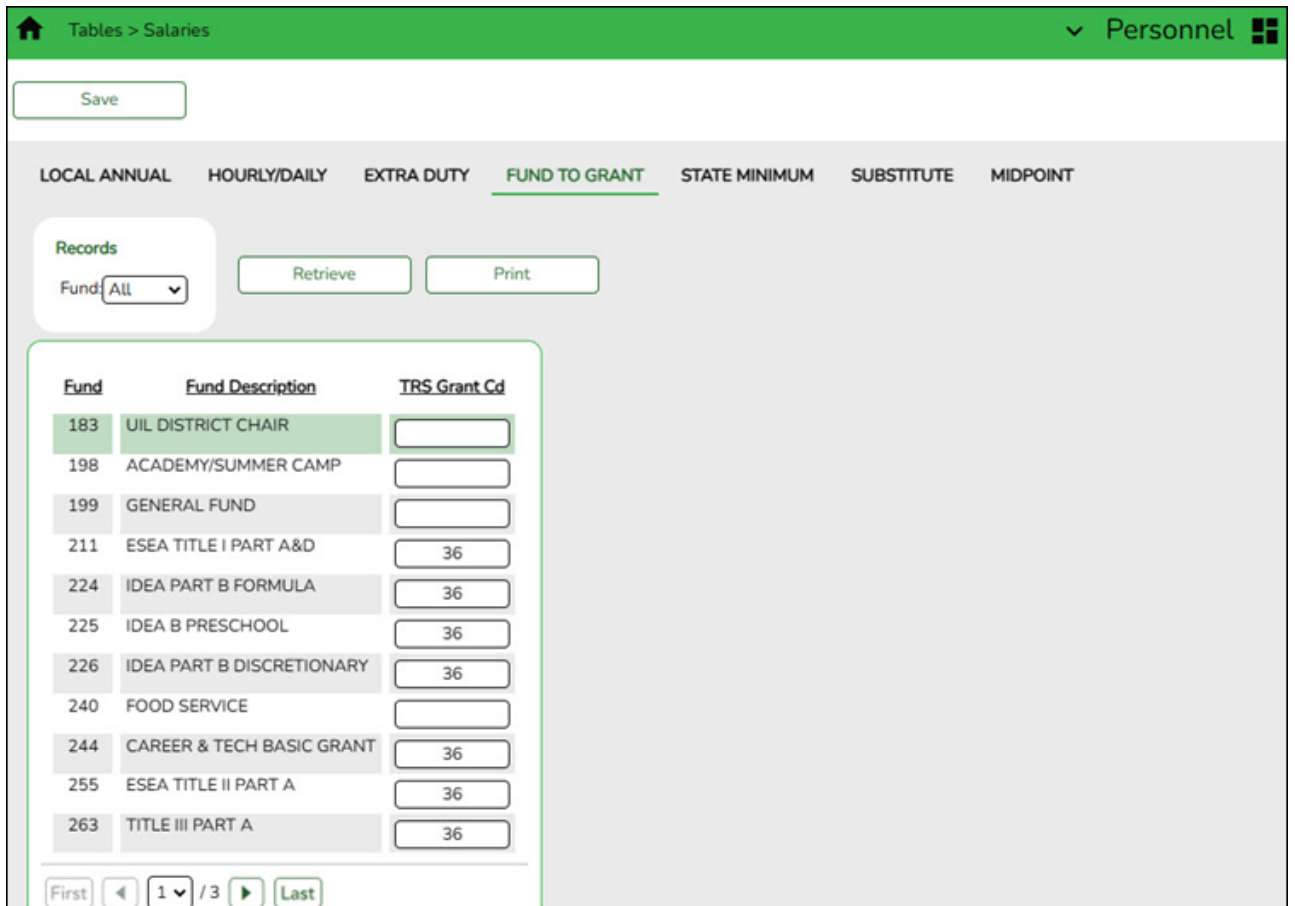 Tables > Salaries Personnel
Save
LOCAL ANNUAL HOURLY/DAILY EXTRA DUTY FUND TO GRANT STATE MINIMUM SUBSTITUTE MIDPOINT
Records
Fund: All Retrieve Print
Fund Fund Description TRS Grant Cd
183 UIL DISTRICT CHAIR
198 ACADEMY/SUMMER CAMP
199 GENERAL FUND
211 ESEA TITLE I PART A&D 36
224 IDEA PART B FORMULA 36
225 IDEA B PRESCHOOL 36
226 IDEA PART B DISCRETIONARY 36
240 FOOD SERVICE
244 CAREER & TECH BASIC GRANT 36
255 ESEA TITLE II PART A 36
263 TITLE III PART A 36
First 1 / 3 Last